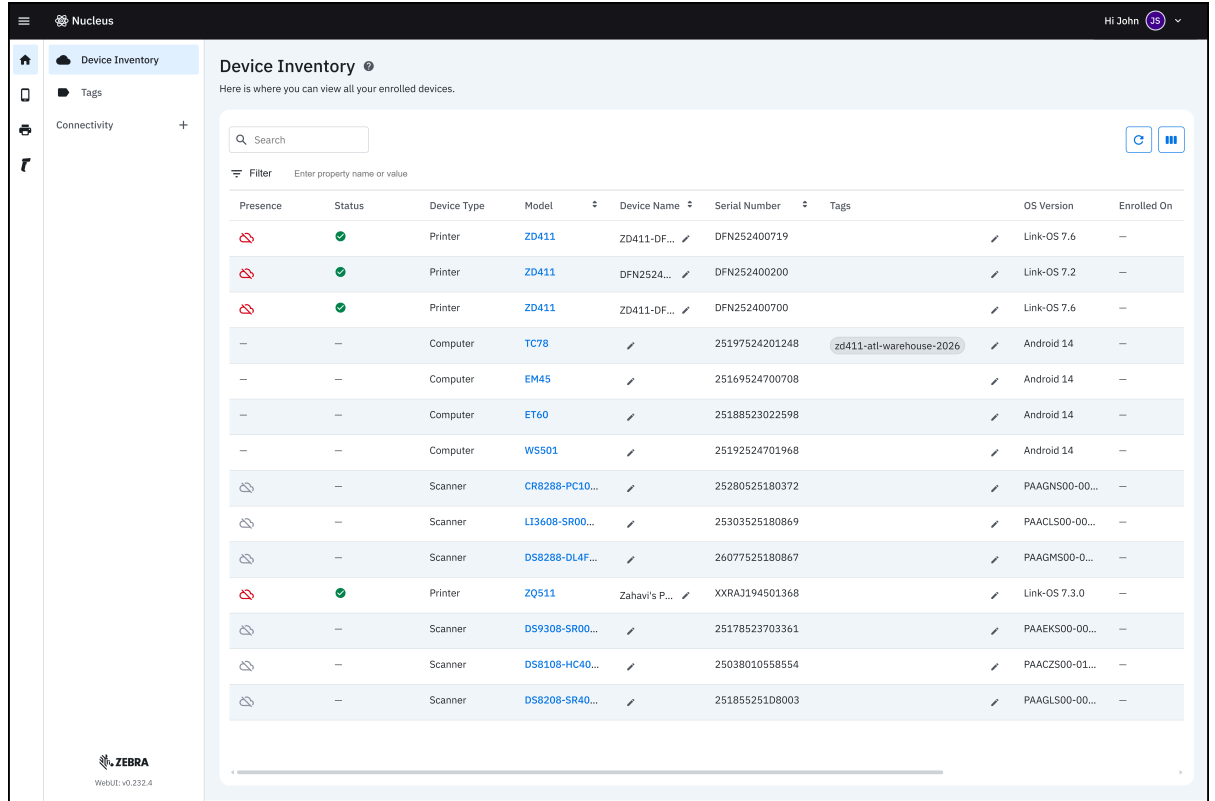 Nucleus
Hi John JS
Device Inventory
Tags
Connectivity +
Device Inventory ?
Here is where you can view all your enrolled devices.
Search
Filter Enter property name or value
Presence Status Device Type Model Device Name Serial Number Tags OS Version Enrolled On
Printer ZD411 ZD411-DF... DFN252400719 Link-OS 7.6 —
Printer ZD411 DFN2524... DFN252400200 Link-OS 7.2 —
Printer ZD411 ZD411-DF... DFN252400700 Link-OS 7.6 —
— — Computer TC78 25197524201248 zd411-atl-warehouse-2026 Android 14 —
— — Computer EM45 25169524700708 Android 14 —
— — Computer ET60 25188523022598 Android 14 —
— — Computer WS501 25192524701968 Android 14 —
— Scanner CR8288-PC10... 25280525180372 PAAGNS00-00... —
— Scanner LI3608-SR00... 25303525180869 PAACLS00-00... —
— Scanner DS8288-DL4F... 26077525180867 PAAGMS00-0... —
Printer ZQ511 Zahavi's P... XXRAJ194501368 Link-OS 7.3.0 —
— Scanner DS9308-SR00... 25178523703361 PAAEKS00-00... —
— Scanner DS8108-HC40... 25038010558554 PAACZS00-01... —
— Scanner DS8208-SR40... 251855251D8003 PAAGLS00-00... —
ZEBRA
WebUI: v0.232.4